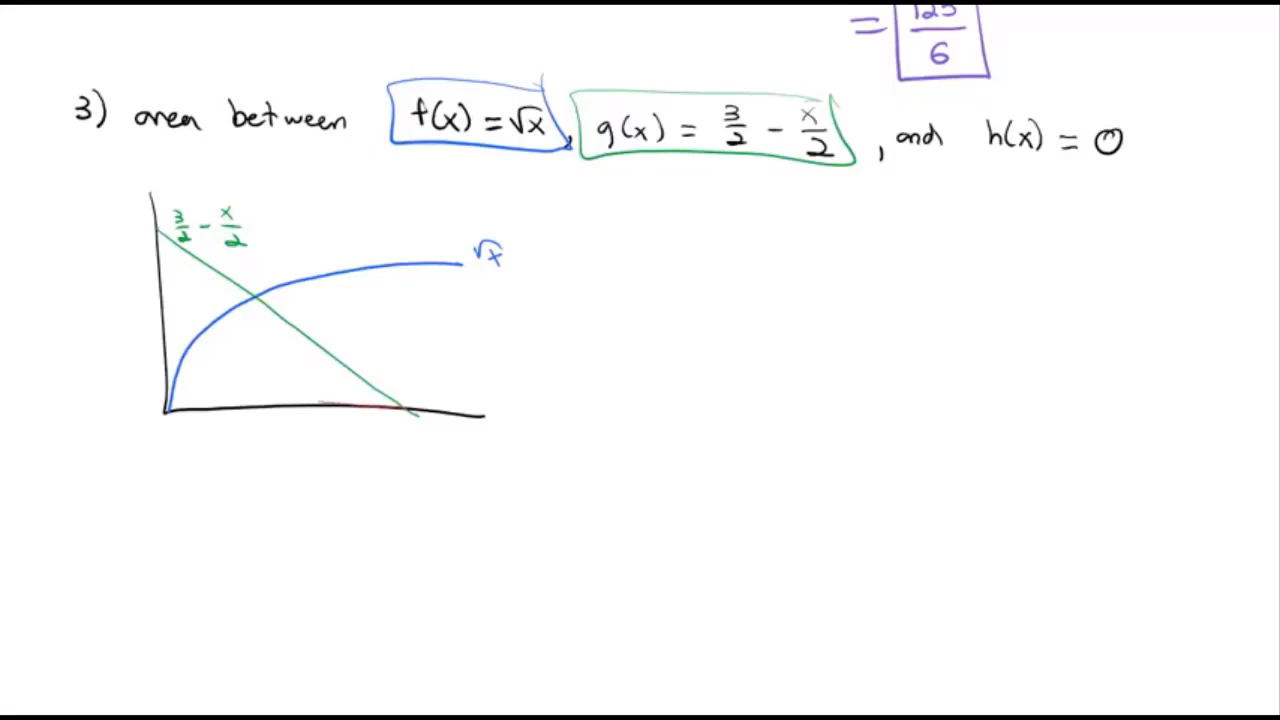 = 125/6
3) area between f(x) = √x, g(x) = 3/2 - x/2, and h(x) = 0
3/2 - x/2
√x